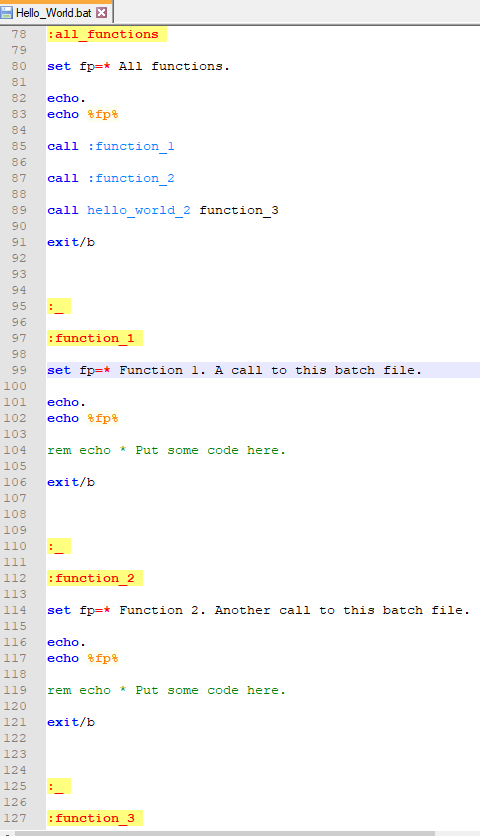 Hello_World.bat
78 :all_functions
79
80 set fp=* All functions.
81
82 echo.
83 echo %fp%
84
85 call :function_1
86
87 call :function_2
88
89 call hello_world_2 function_3
90
91 exit/b
92
93
94
95 :_
96
97 :function_1
98
99 set fp=* Function 1. A call to this batch file.
100
101 echo.
102 echo %fp%
103
104 rem echo * Put some code here.
105
106 exit/b
107
108
109
110 :_
111
112 :function_2
113
114 set fp=* Function 2. Another call to this batch file.
115
116 echo.
117 echo %fp%
118
119 rem echo * Put some code here.
120
121 exit/b
122
123
124
125 :_
126
127 :function_3